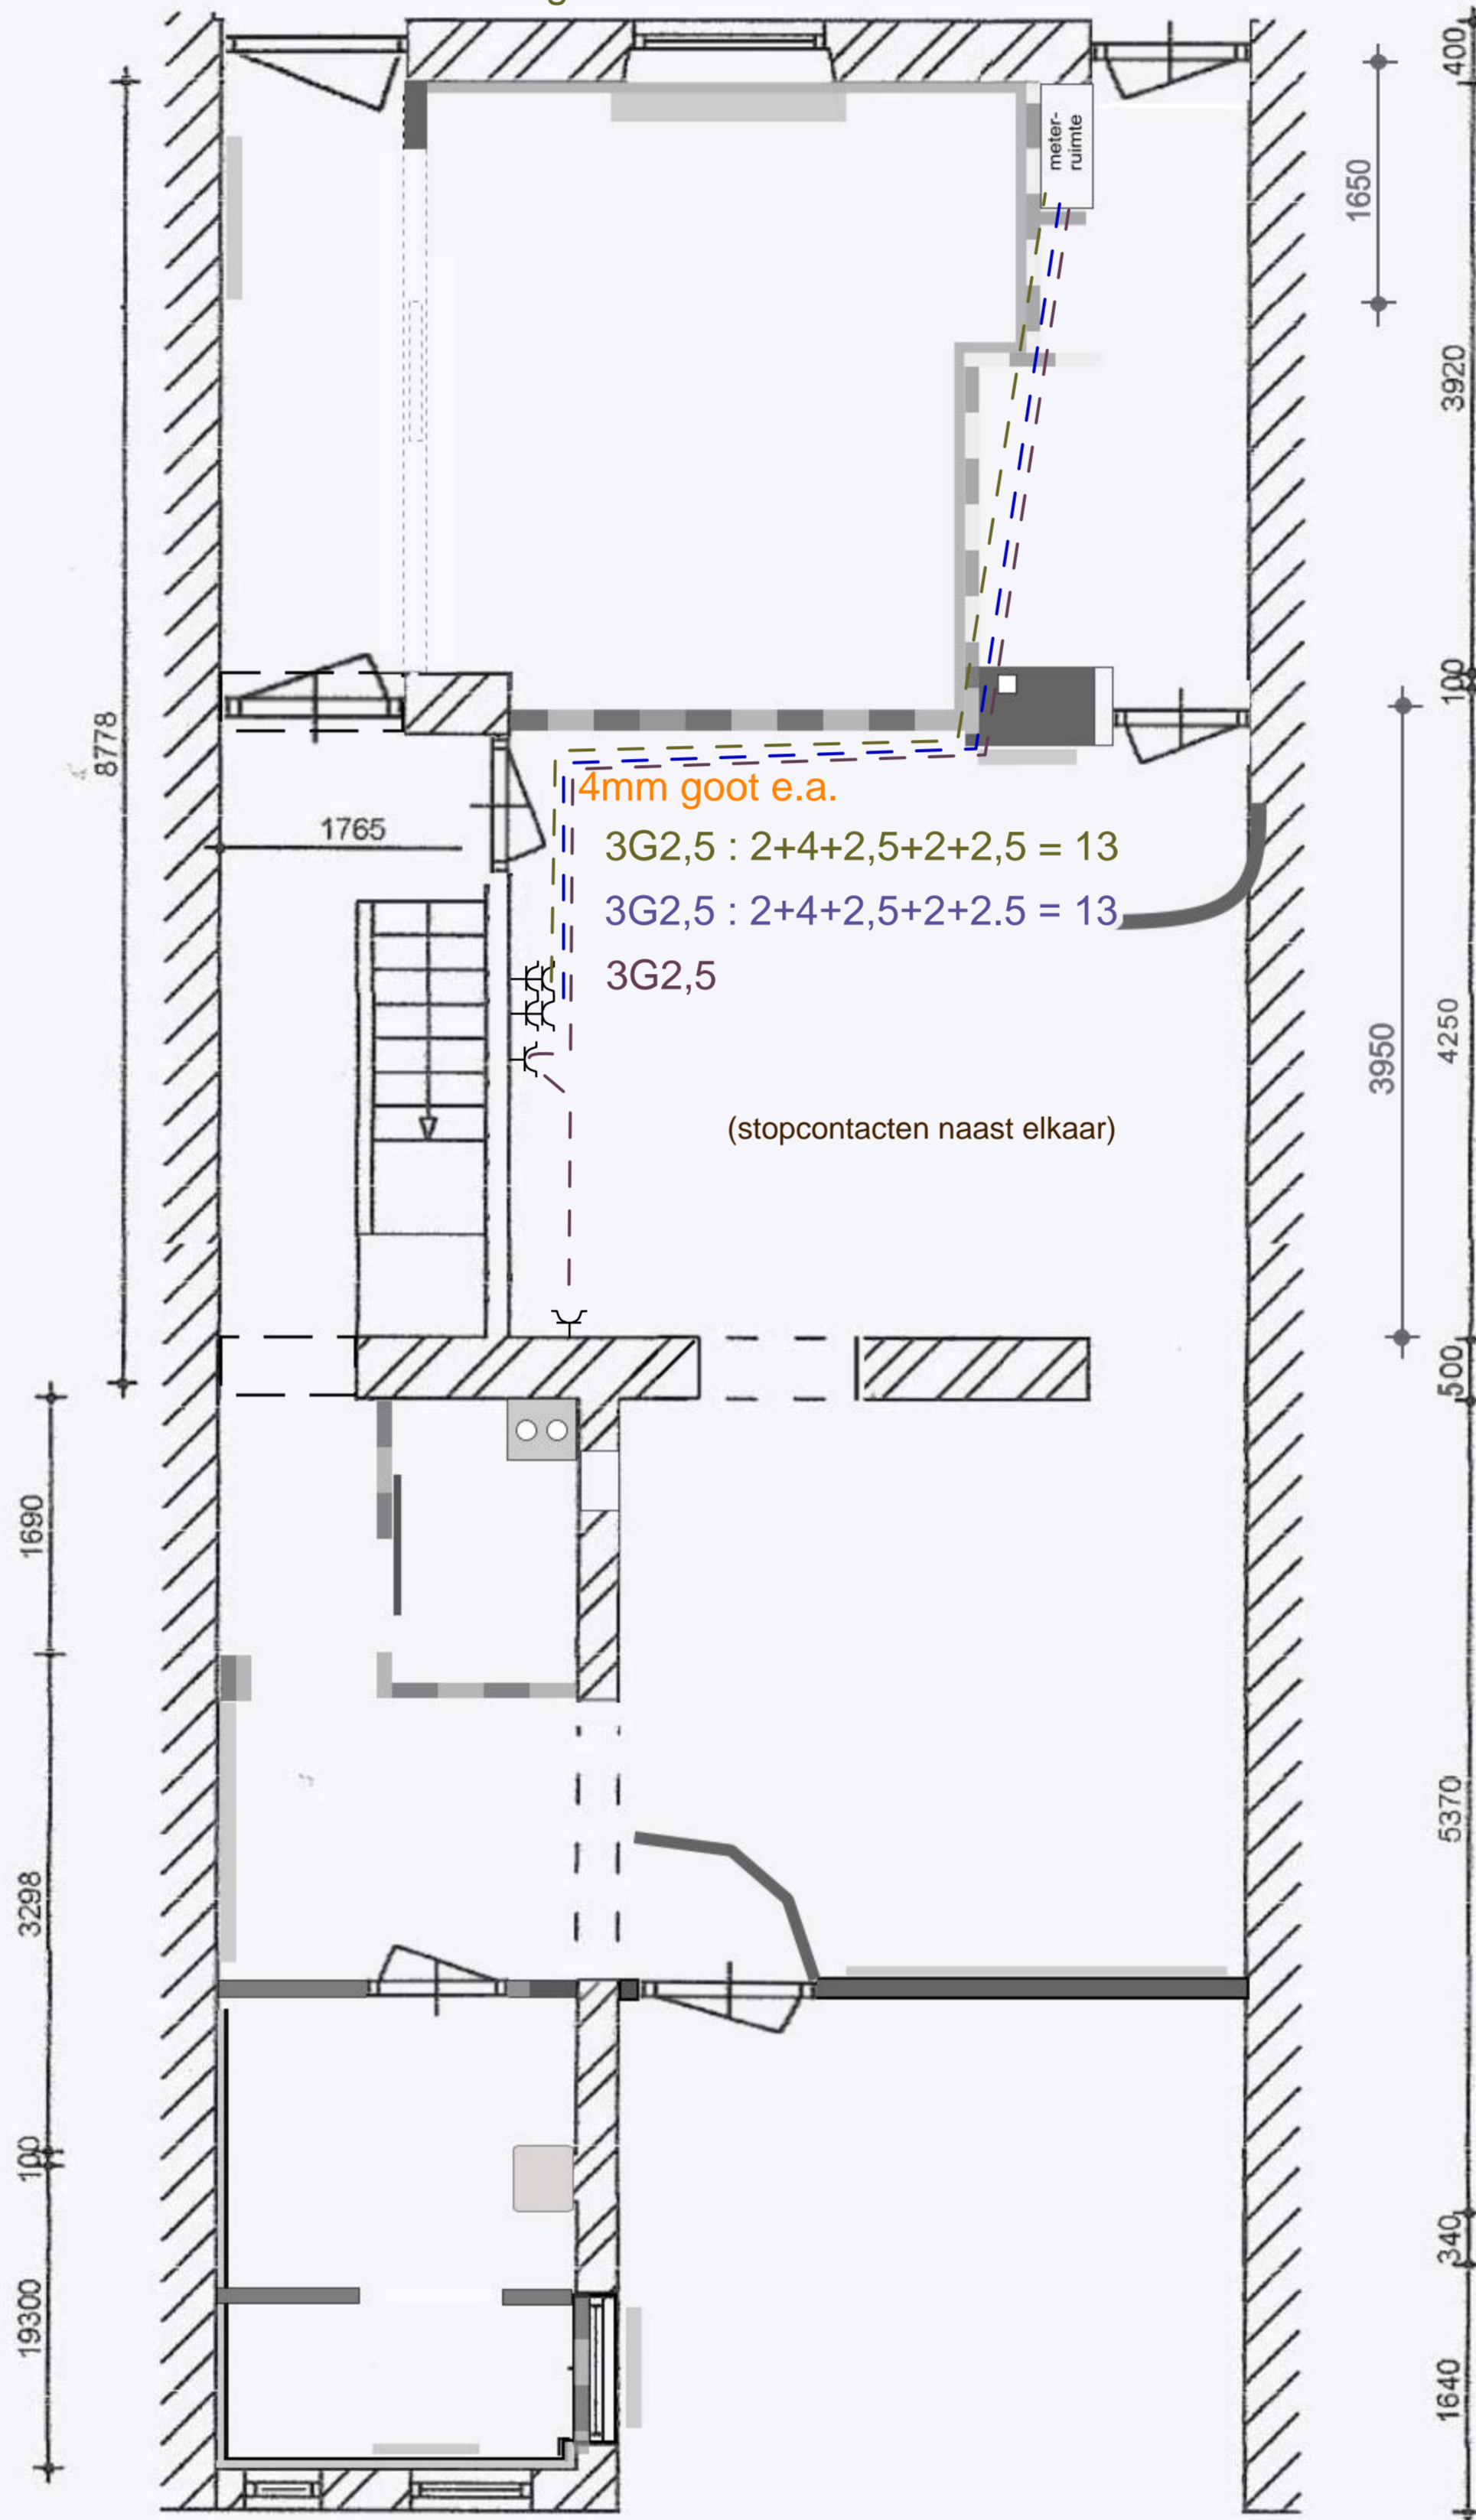 g
400
meter-
ruimte
1650
3920
100
8778
4mm goot e.a.
1765
3G2,5 : 2+4+2,5+2+2,5 = 13
3G2,5 : 2+4+2,5+2+2.5 = 13
3G2,5
3950
4250
(stopcontacten naast elkaar)
500
1690
5370
3298
100
340
19300
1640